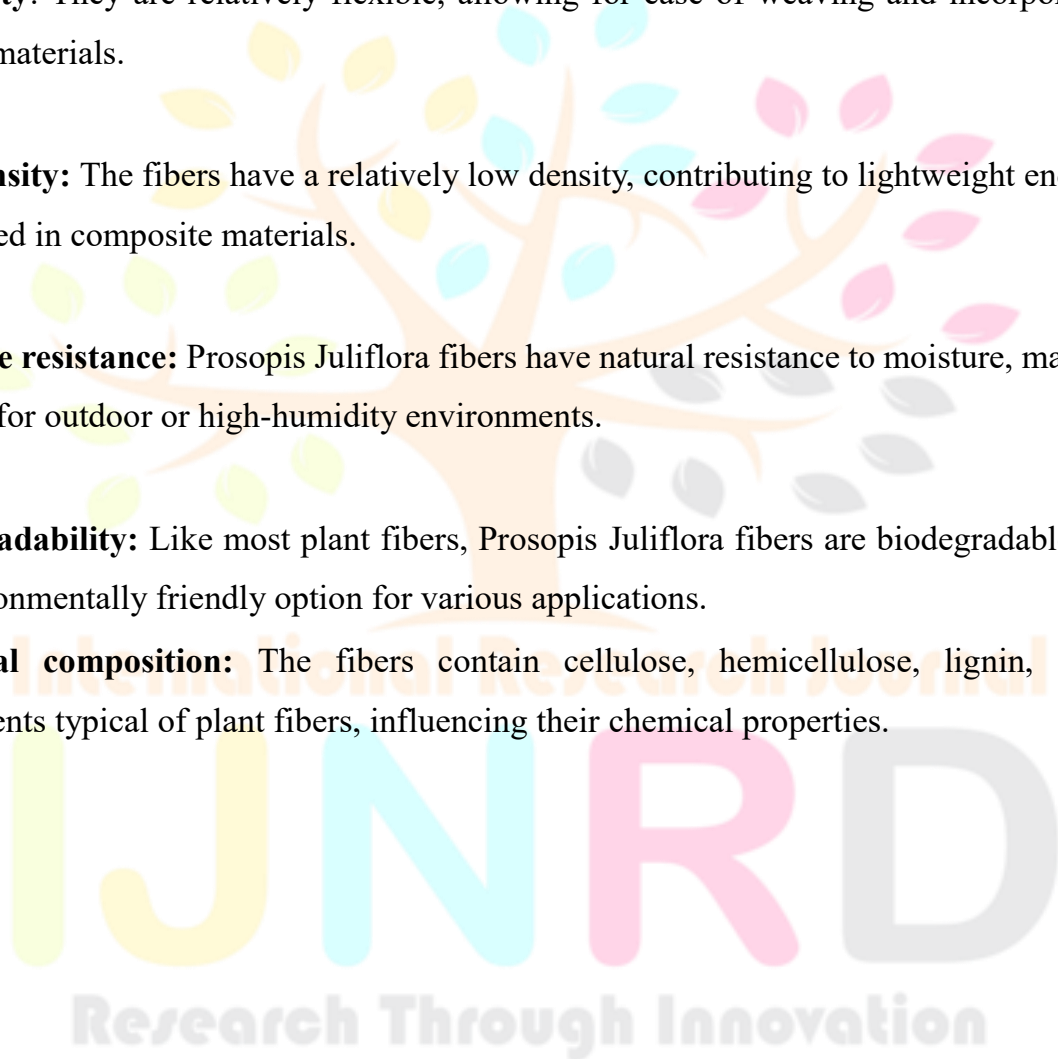 ty: They are relatively flexible, allowing for ease of weaving and incorpor
materials.
nsity: The fibers have a relatively low density, contributing to lightweight en
ed in composite materials.
e resistance: Prosopis Juliflora fibers have natural resistance to moisture, ma
for outdoor or high-humidity environments.
adability: Like most plant fibers, Prosopis Juliflora fibers are biodegradabl
onmentally friendly option for various applications.
al composition: The fibers contain cellulose, hemicellulose, lignin,
International Research Journal
ents typical of plant fibers, influencing their chemical properties.
IJNRD
Research Through Innovation